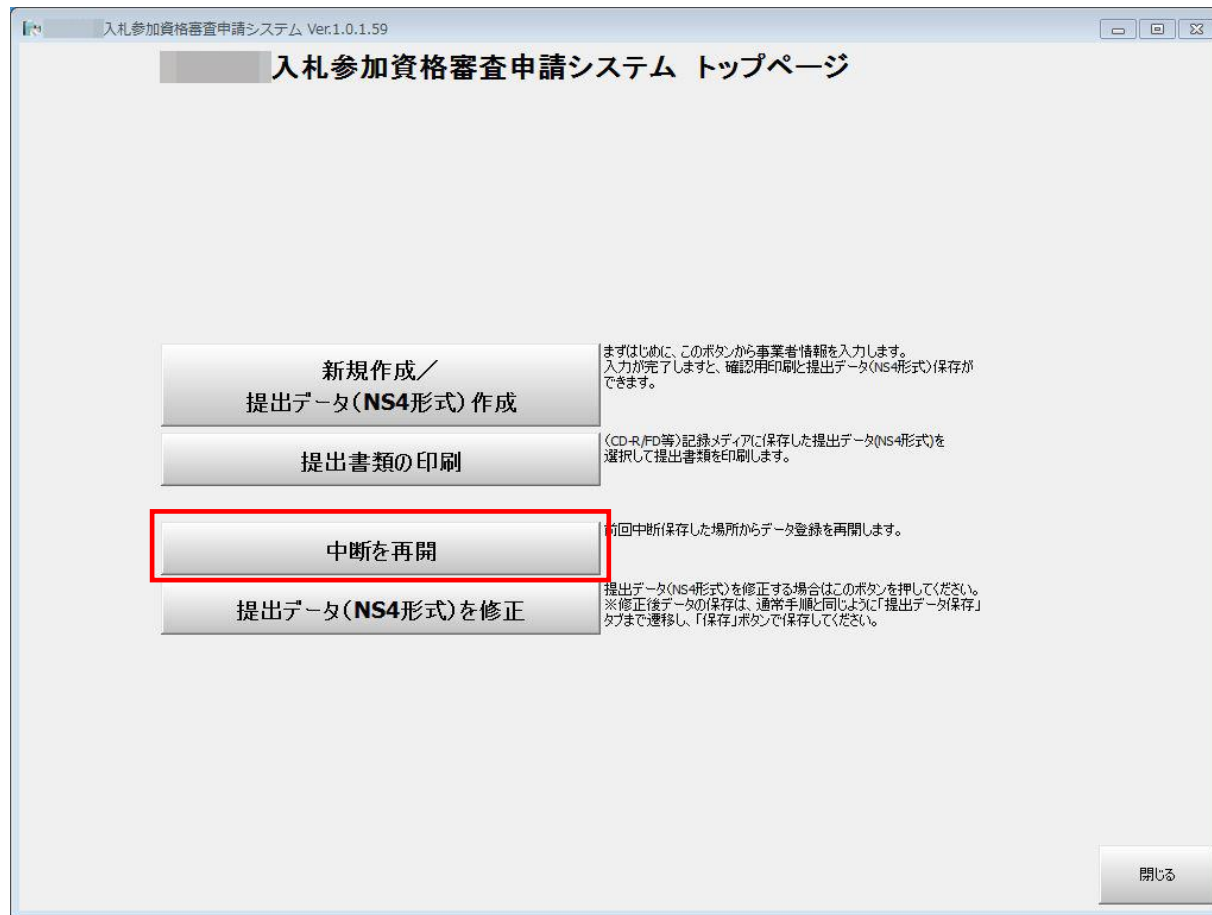 入札参加資格審査申請システム Ver.1.0.1.59
入札参加資格審査申請システム トップページ
新規作成／
提出データ(NS4形式)作成
まずはじめに、このボタンから事業者情報を入力します。
入力が完了しますと、確認用印刷と提出データ(NS4形式)保存が
できます。
提出書類の印刷
(CD-R/FD等)記録メディアに保存した提出データ(NS4形式)を
選択して提出書類を印刷します。
中断を再開
前回中断保存した場所からデータ登録を再開します。
提出データ(NS4形式)を修正
提出データ(NS4形式)を修正する場合はこのボタンを押してください。
※修正後データの保存は、通常手順と同じように「提出データ保存」
タブまで遷移し、「保存」ボタンで保存してください。
閉じる